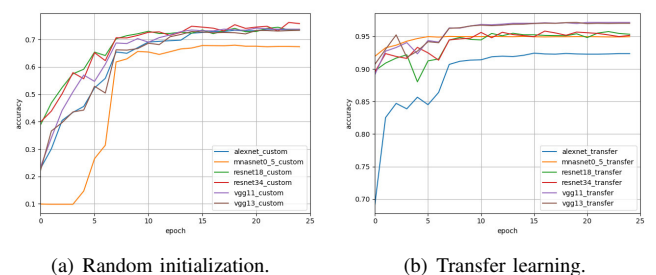 0.7
0.6
0.5
0.4
0.3
0.2
0.1
accuracy
0 5 10 15 20 25
epoch
alexnet_custom
mnasnet0_5_custom
resnet18_custom
resnet34_custom
vgg11_custom
vgg13_custom
0.95
0.90
0.85
0.80
0.75
0.70
accuracy
0 5 10 15 20 25
epoch
alexnet_transfer
mnasnet0_5_transfer
resnet18_transfer
resnet34_transfer
vgg11_transfer
vgg13_transfer
(a) Random initialization.
(b) Transfer learning.